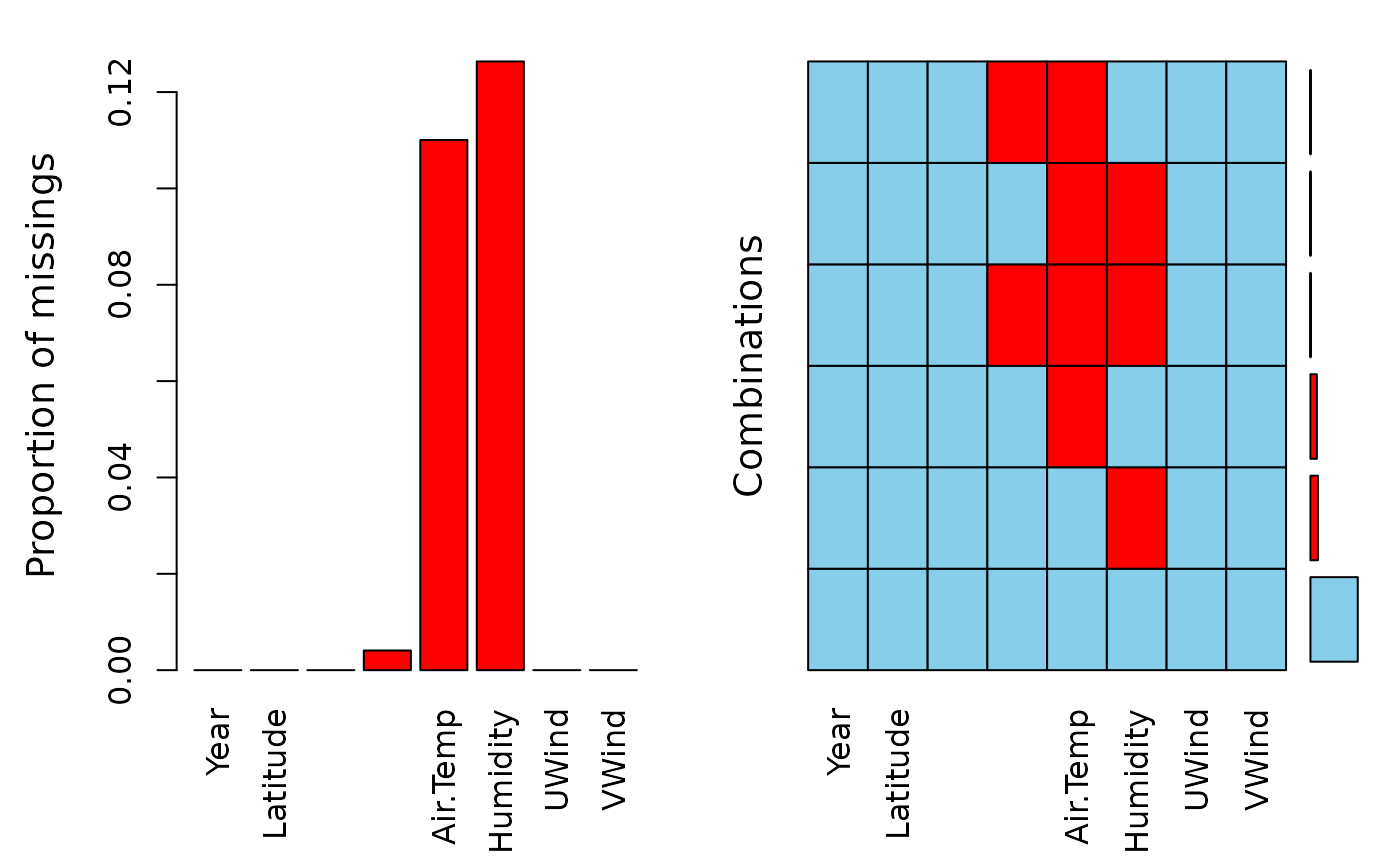 Proportion of missings
0.00
0.04
0.08
0.12
Year
Latitude
Air.Temp
Humidity
UWind
VWind
Combinations
Year
Latitude
Air.Temp
Humidity
UWind
VWind